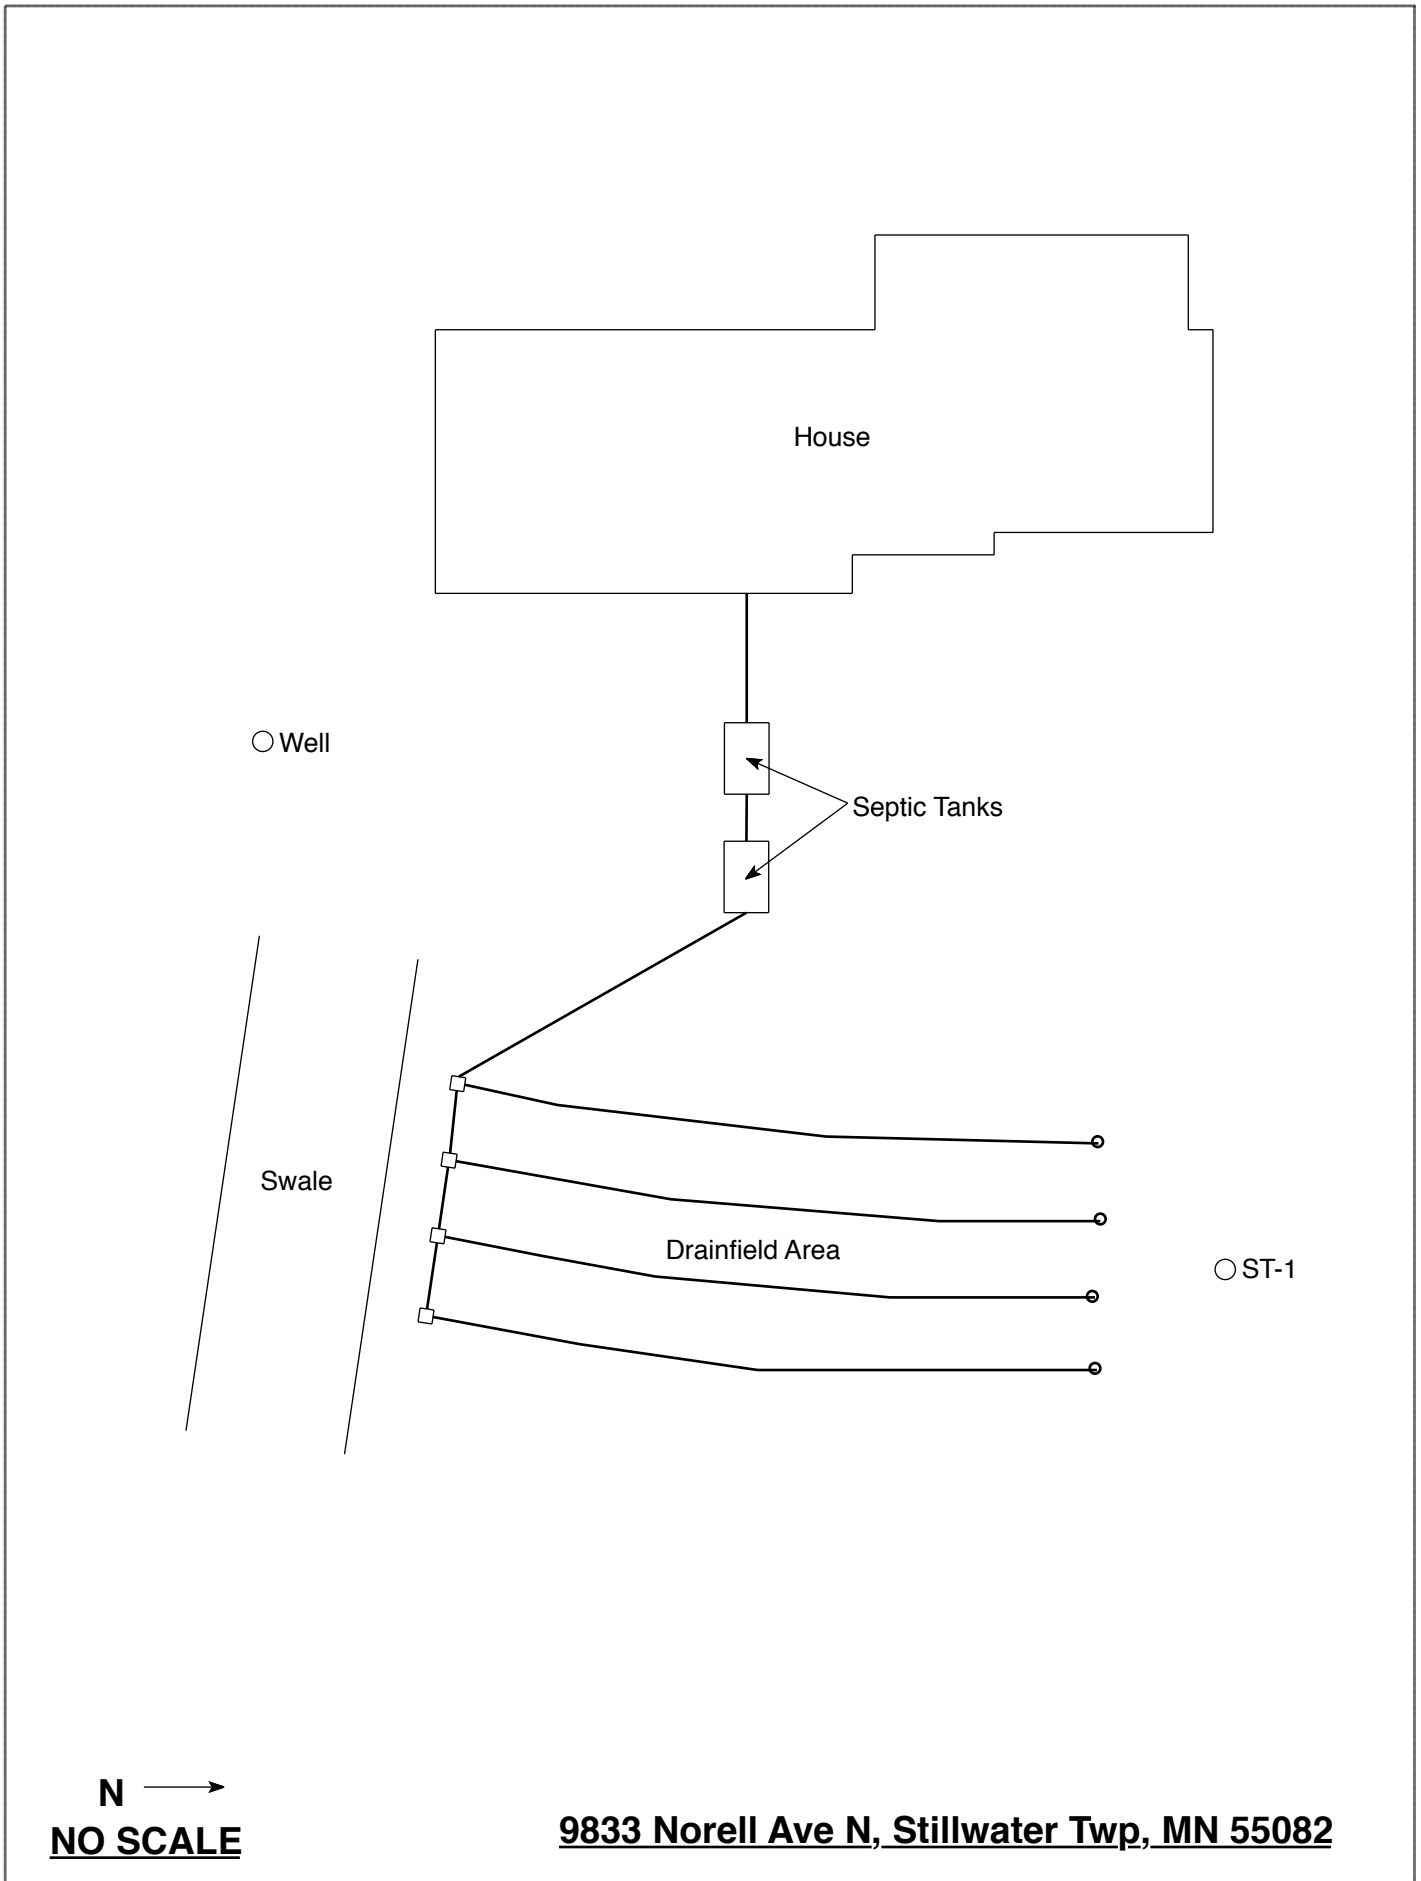 House
Well
Septic Tanks
Swale
Drainfield Area
ST-1
N
NO SCALE
9833 Norell Ave N, Stillwater Twp, MN 55082